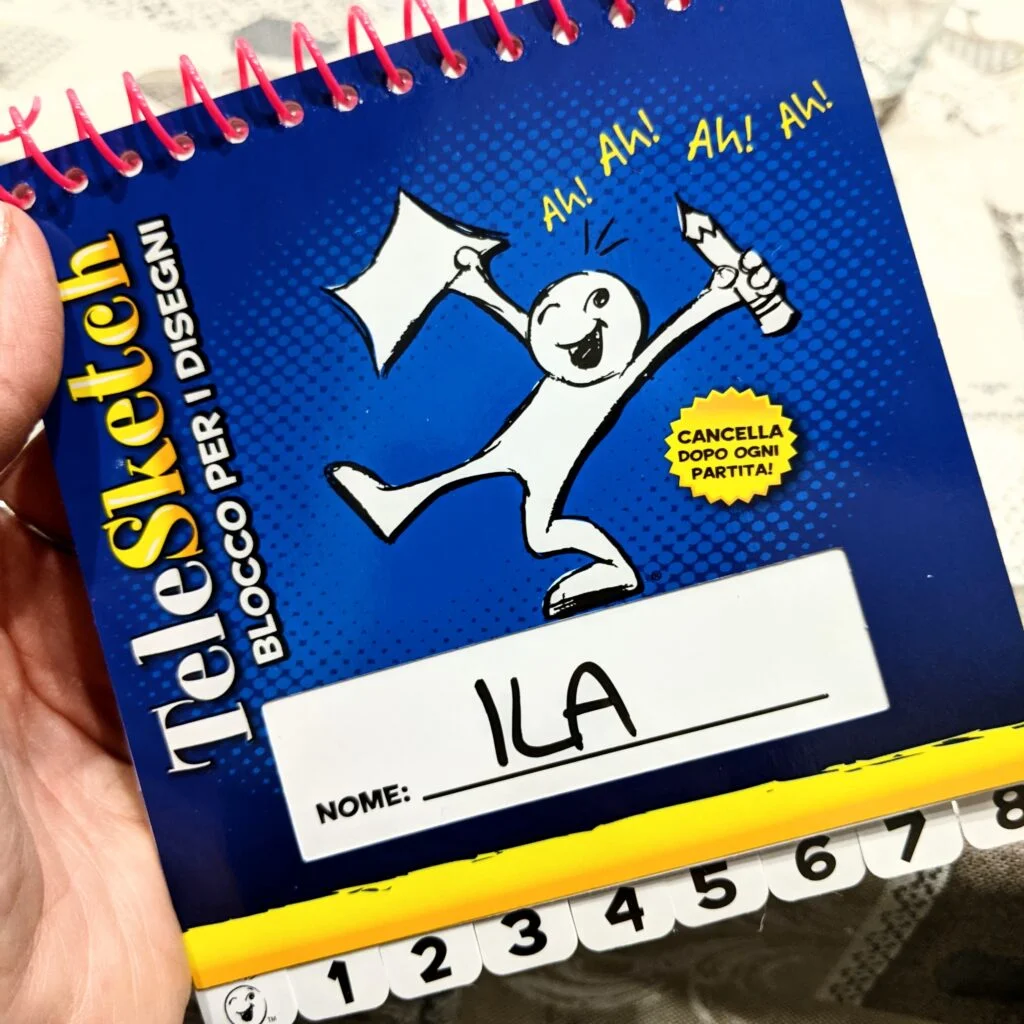 Ah! Ah! Ah! Ah!
TeleSketch
BLOCCO PER I DISEGNI
CANCELLA
DOPO OGNI
PARTITA!
ILA
NOME:
1 2 3 4 5 6 7 8
TM